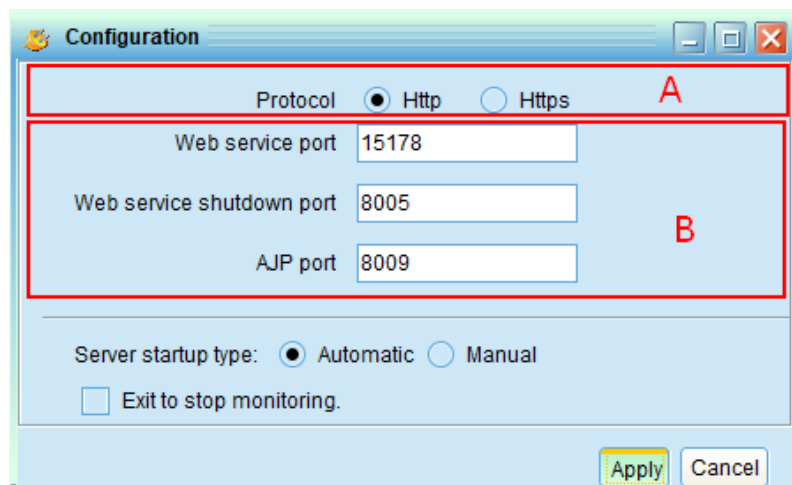 Configuration
Protocol Http Https A
Web service port 15178
Web service shutdown port 8005
B
AJP port 8009
Server startup type: Automatic Manual
Exit to stop monitoring.
Apply Cancel